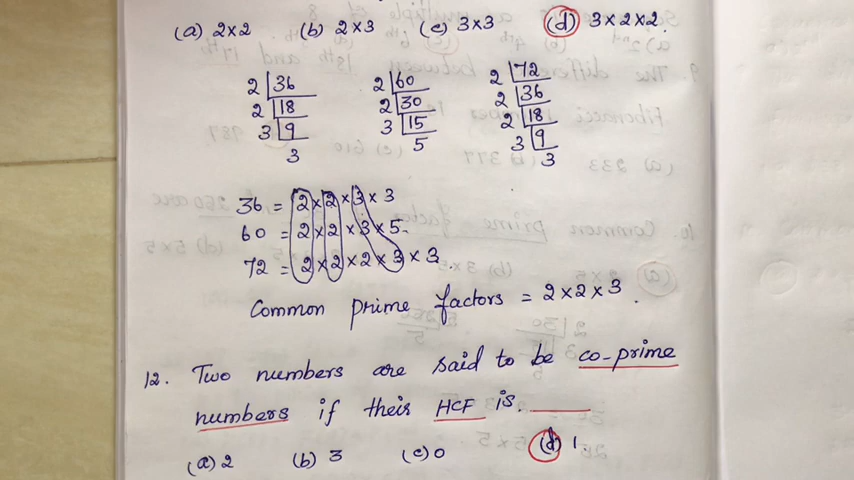 (a) 2×2 (b) 2×3 (c) 3×3 (d) 3×2×2.
2 36 2 60 2 72
2 18 2 30 2 36
3 9 3 15 2 18
3 5 3 9
3
36 = 2×2×3×3
60 = 2×2×3×5.
72 = 2×2×2×3×3.
Common prime factors = 2×2×3.
12. Two numbers are said to be co-prime
numbers if their HCF is. ____
(a) 2 (b) 3 (c) 0 (d) 1